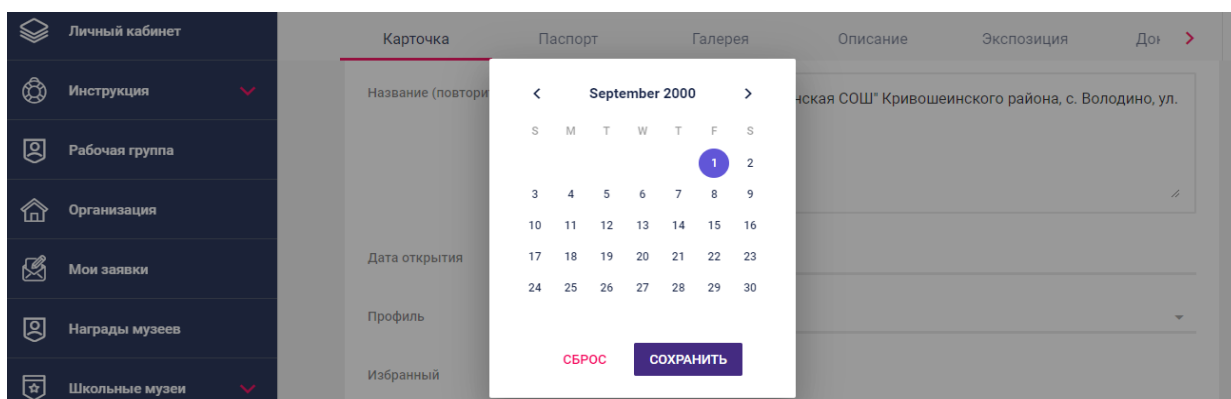 Личный кабинет
Инструкция
Рабочая группа
Организация
Мои заявки
Награды музеев
Школьные музеи
Карточка Паспорт Галерея Описание Экспозиция
Название (повтори
нская СОШ" Кривошеинского района, с. Володино, ул.
Дата открытия
Профиль
Избранный
September 2000
S M T W T F S
1 2
3 4 5 6 7 8 9
10 11 12 13 14 15 16
17 18 19 20 21 22 23
24 25 26 27 28 29 30
СБРОС СОХРАНИТЬ